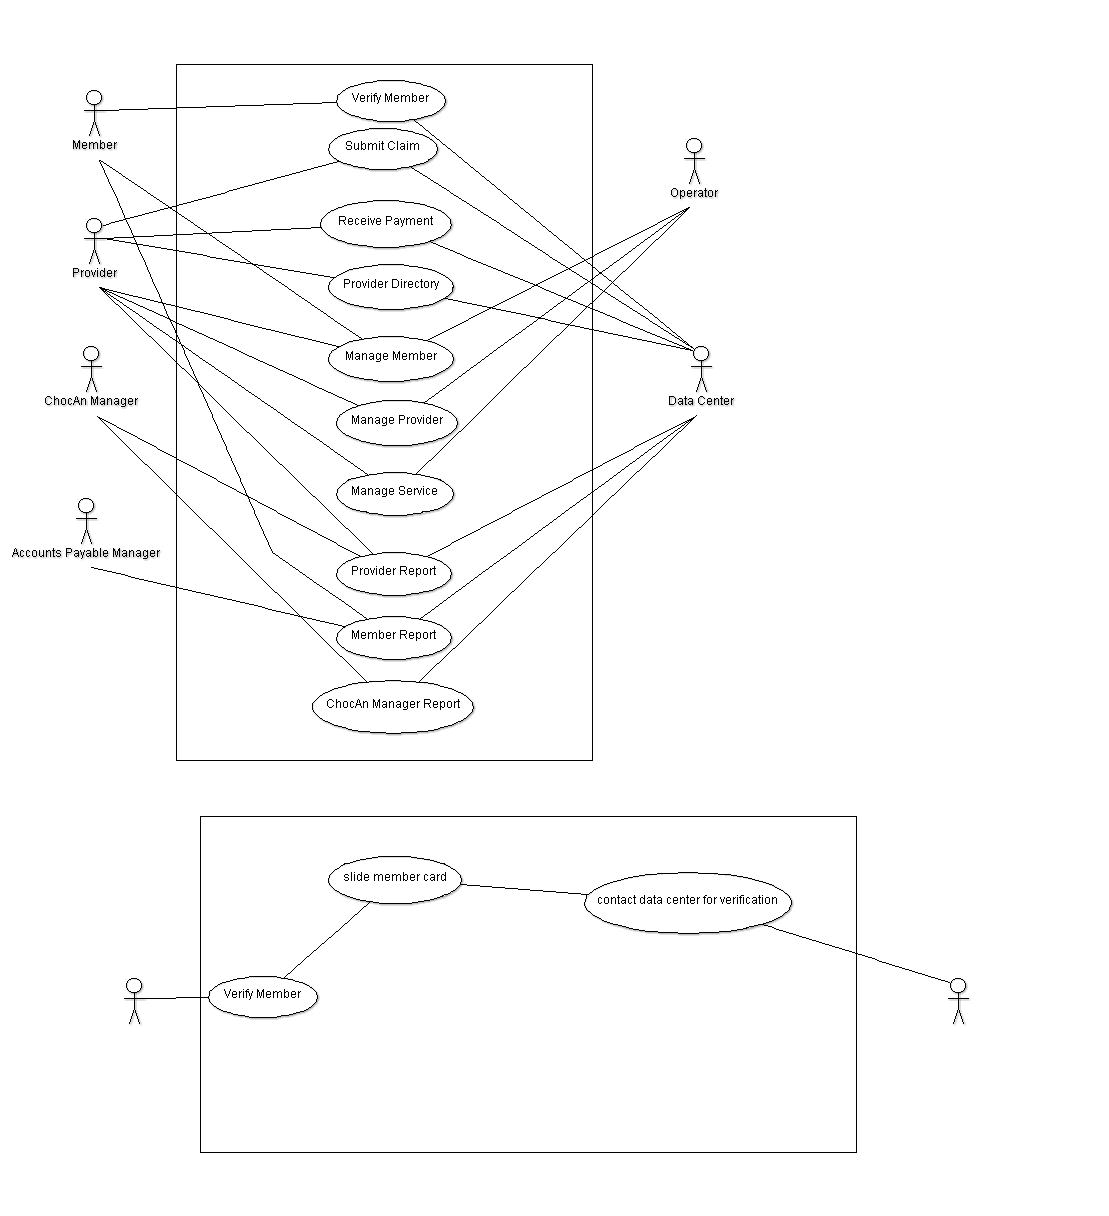 Verify Member
Member
Submit Claim
Operator
Receive Payment
Provider
Provider Directory
Manage Member
ChocAn Manager
Data Center
Manage Provider
Manage Service
Accounts Payable Manager
Provider Report
Member Report
ChocAn Manager Report
slide member card
contact data center for verification
Verify Member